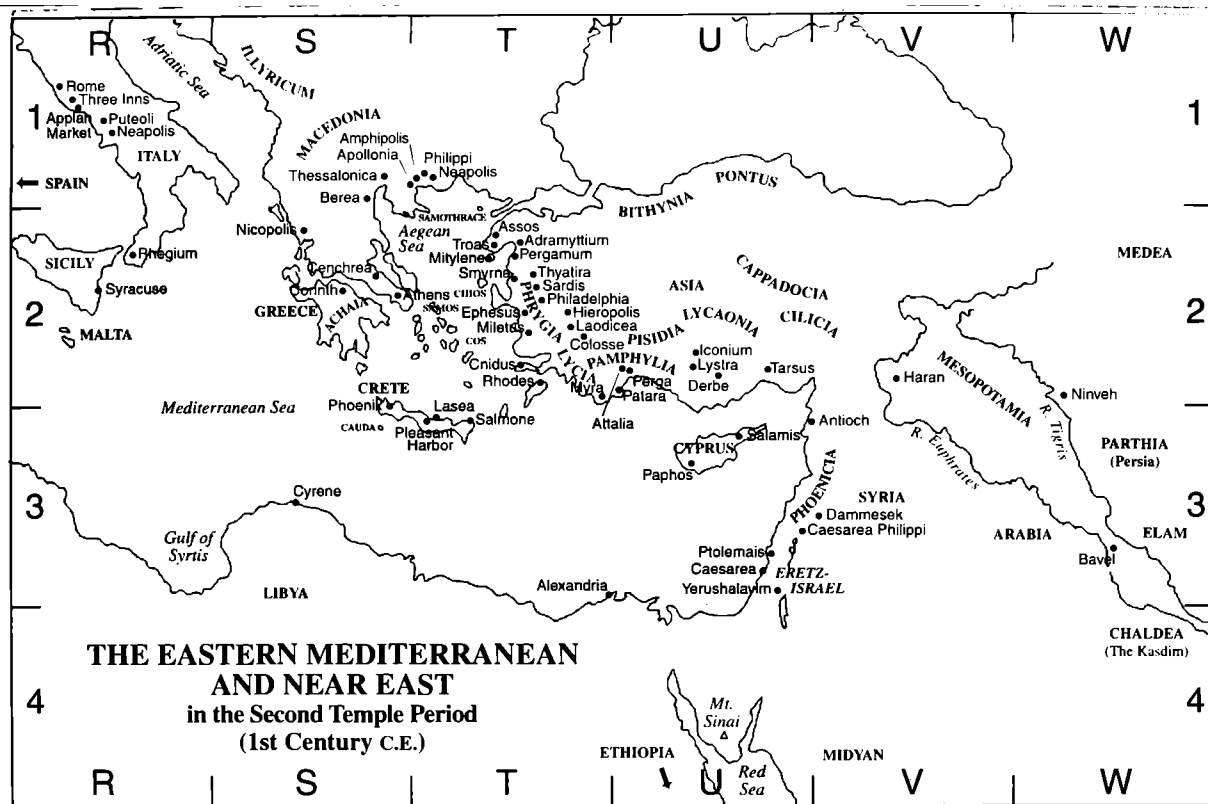 R S T U V W
1
2
3
4
1
2
3
4
Adriatic Sea
ILLYRICUM
MACEDONIA
Rome
Three Inns
Appian
Market
Puteoli
Neapolis
ITALY
SPAIN
Amphipolis
Apollonia
Philippi
Neapolis
Thessalonica
Berea
SAMOTHRACE
Aegean
Sea
BITHYNIA
PONTUS
Nicopolis
SICILY
Rhegium
Syracuse
MALTA
Cenchrea
Corinth
Athens
GREECE
ACHAIA
CHIOS
SAMOS
COS
Assos
Troas
Adramyttium
Mitylene
Pergamum
Smyrna
Thyatira
Sardis
Philadelphia
Ephesus
Hieropolis
Miletus
Laodicea
Colosse
PHRYGIA
ASIA
CAPPADOCIA
LYCAONIA
CILICIA
PISIDIA
PAMPHYLIA
LYCIA
MEDEA
Iconium
Lystra
Derbe
Tarsus
Cnidus
Rhodes
Myra
Perga
Patara
Attalia
Haran
MESOPOTAMIA
Ninveh
R. Tigris
R. Euphrates
PARTHIA
(Persia)
Mediterranean Sea
CRETE
Phoenix
Lasea
CAUDA
Pleasant
Harbor
Salmone
Antioch
Salamis
CYPRUS
Paphos
PHOENICIA
SYRIA
Dammesek
Caesarea Philippi
ARABIA
ELAM
Bavel
Cyrene
Gulf of
Syrtis
LIBYA
Alexandria
Ptolemais
Caesarea
Yerushalayim
ERETZ-
ISRAEL
CHALDEA
(The Kasdim)
THE EASTERN MEDITERRANEAN
AND NEAR EAST
in the Second Temple Period
(1st Century C.E.)
Mt.
Sinai
ETHIOPIA
MIDYAN
Red
Sea
R S T U V W